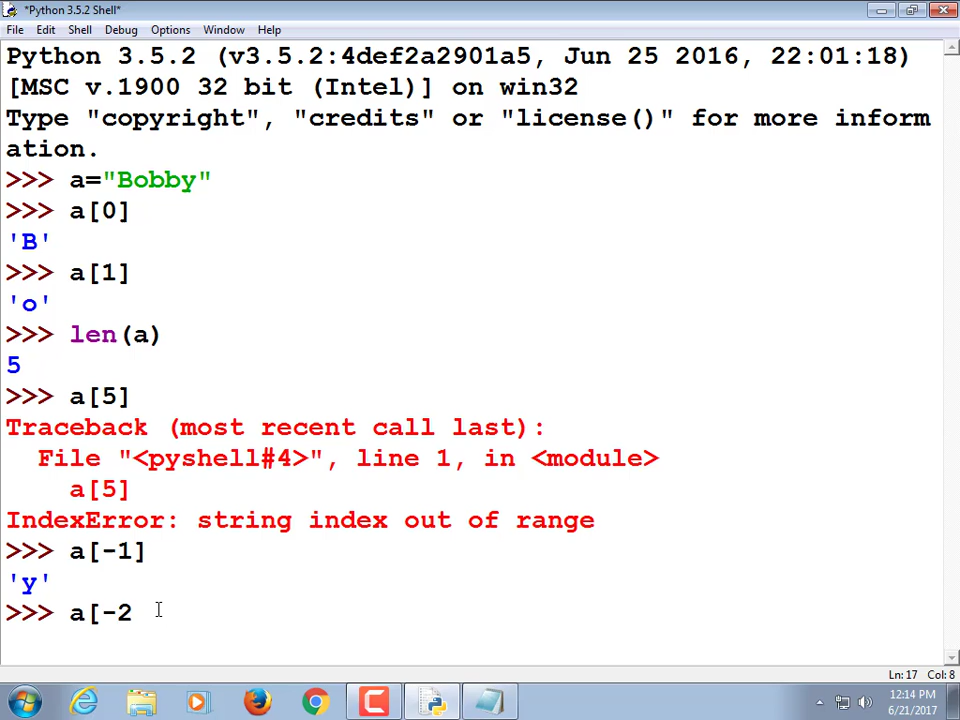 *Python 3.5.2 Shell*
File Edit Shell Debug Options Window Help
Python 3.5.2 (v3.5.2:4def2a2901a5, Jun 25 2016, 22:01:18)
[MSC v.1900 32 bit (Intel)] on win32
Type "copyright", "credits" or "license()" for more inform
ation.
>>> a="Bobby"
>>> a[0]
'B'
>>> a[1]
'o'
>>> len(a)
5
>>> a[5]
Traceback (most recent call last):
  File "<pyshell#4>", line 1, in <module>
    a[5]
IndexError: string index out of range
>>> a[-1]
'y'
>>> a[-2
Ln: 17 Col: 8
12:14 PM
6/21/2017